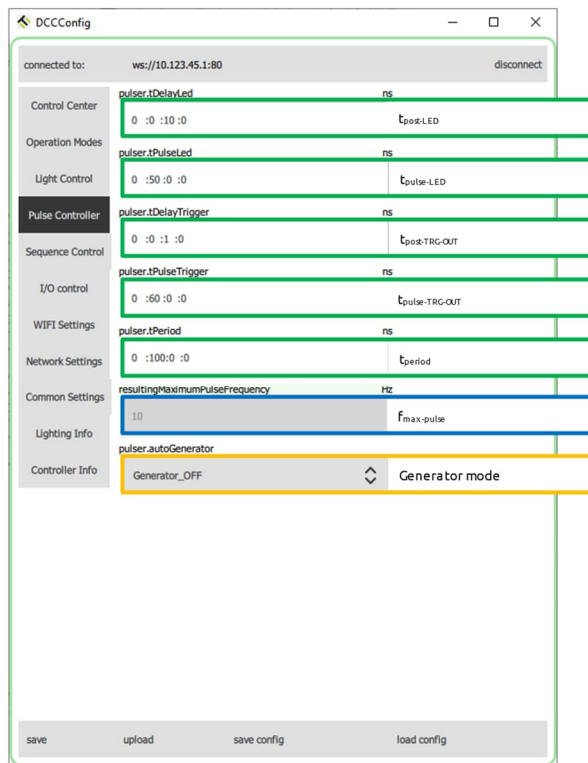 DCCConfig
connected to: ws://10.123.45.1:80 disconnect
Control Center
Operation Modes
Light Control
Pulse Controller
Sequence Control
I/O control
WIFI Settings
Network Settings
Common Settings
Lighting Info
Controller Info
pulser.tDelayLed ns
0 :0 :10 :0 tpost-LED
pulser.tPulseLed ns
0 :50 :0 :0 tpulse-LED
pulser.tDelayTrigger ns
0 :0 :1 :0 tpost-TRG-OUT
pulser.tPulseTrigger ns
0 :60 :0 :0 tpulse-TRG-OUT
pulser.tPeriod ns
0 :100:0 :0 tperiod
resultingMaximumPulseFrequency Hz
10 fmax-pulse
pulser.autoGenerator
Generator_OFF Generator mode
save upload save config load config